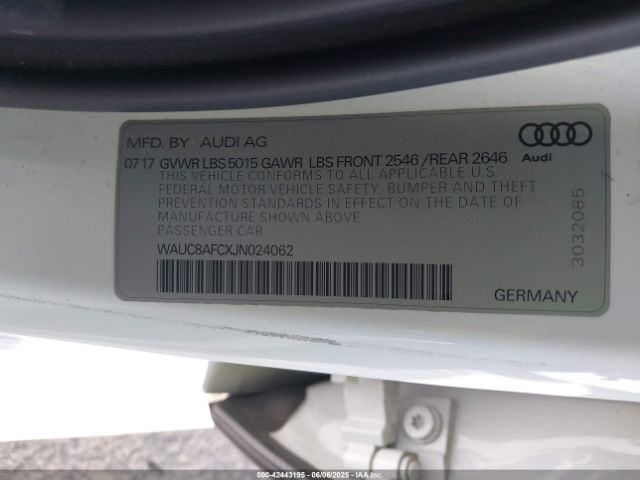 MFD. BY AUDI AG
07 17 GVWR LBS 5015 GAWR LBS FRONT 2546 /REAR 2646
THIS VEHICLE CONFORMS TO ALL APPLICABLE U.S.
FEDERAL MOTOR VEHICLE SAFETY, BUMPER AND THEFT
PREVENTION STANDARDS IN EFFECT ON THE DATE OF
MANUFACTURE SHOWN ABOVE
PASSENGER CAR
WAUC8AFCXJN024062
Audi
3032085
GERMANY
000-42443195 - 06/06/2025 - IAAI.COM